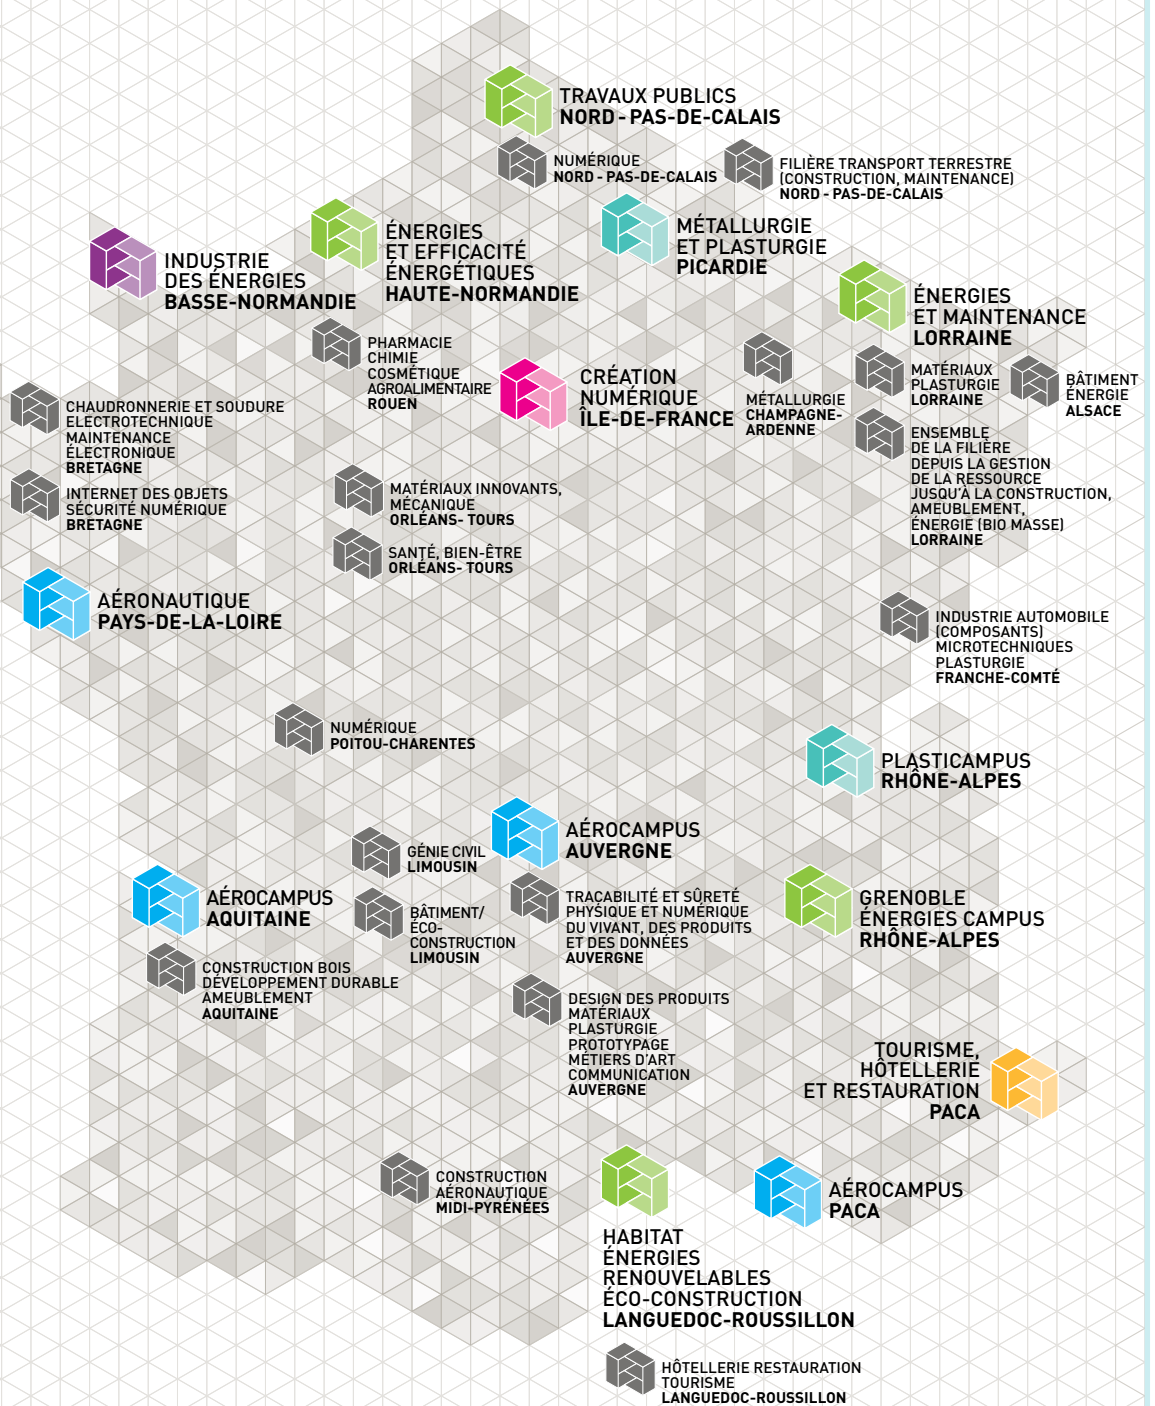 TRAVAUX PUBLICS
NORD - PAS-DE-CALAIS
NUMÉRIQUE
NORD - PAS-DE-CALAIS
FILIÈRE TRANSPORT TERRESTRE
(CONSTRUCTION, MAINTENANCE)
NORD - PAS-DE-CALAIS
MÉTALLURGIE
ET PLASTURGIE
PICARDIE
ÉNERGIES
ET EFFICACITÉ
ÉNERGÉTIQUES
HAUTE-NORMANDIE
INDUSTRIE
DES ÉNERGIES
BASSE-NORMANDIE
ÉNERGIES
ET MAINTENANCE
LORRAINE
PHARMACIE
CHIMIE
COSMÉTIQUE
AGROALIMENTAIRE
ROUEN
CRÉATION
NUMÉRIQUE
ÎLE-DE-FRANCE
MÉTALLURGIE
CHAMPAGNE-
ARDENNE
MATÉRIAUX
PLASTURGIE
LORRAINE
BÂTIMENT
ÉNERGIE
ALSACE
CHAUDRONNERIE ET SOUDURE
ELECTROTECHNIQUE
MAINTENANCE
ÉLECTRONIQUE
BRETAGNE
ENSEMBLE
DE LA FILIÈRE
DEPUIS LA GESTION
DE LA RESSOURCE
JUSQU'À LA CONSTRUCTION,
AMEUBLEMENT,
ÉNERGIE (BIO MASSE)
LORRAINE
INTERNET DES OBJETS
SÉCURITÉ NUMÉRIQUE
BRETAGNE
MATÉRIAUX INNOVANTS,
MÉCANIQUE
ORLÉANS- TOURS
SANTÉ, BIEN-ÊTRE
ORLÉANS- TOURS
AÉRONAUTIQUE
PAYS-DE-LA-LOIRE
INDUSTRIE AUTOMOBILE
(COMPOSANTS)
MICROTECHNIQUES
PLASTURGIE
FRANCHE-COMTÉ
NUMÉRIQUE
POITOU-CHARENTES
PLASTICAMPUS
RHÔNE-ALPES
AÉROCAMPUS
AUVERGNE
GÉNIE CIVIL
LIMOUSIN
AÉROCAMPUS
AQUITAINE
BÂTIMENT/
ÉCO-
CONSTRUCTION
LIMOUSIN
TRAÇABILITÉ ET SÛRETÉ
PHYSIQUE ET NUMÉRIQUE
DU VIVANT, DES PRODUITS
ET DES DONNÉES
AUVERGNE
GRENOBLE
ÉNERGIES CAMPUS
RHÔNE-ALPES
CONSTRUCTION BOIS
DÉVELOPPEMENT DURABLE
AMEUBLEMENT
AQUITAINE
DESIGN DES PRODUITS
MATÉRIAUX
PLASTURGIE
PROTOTYPAGE
MÉTIERS D'ART
COMMUNICATION
AUVERGNE
TOURISME,
HÔTELLERIE
ET RESTAURATION
PACA
CONSTRUCTION
AÉRONAUTIQUE
MIDI-PYRÉNÉES
AÉROCAMPUS
PACA
HABITAT
ÉNERGIES
RENOUVELABLES
ÉCO-CONSTRUCTION
LANGUEDOC-ROUSSILLON
HÔTELLERIE RESTAURATION
TOURISME
LANGUEDOC-ROUSSILLON